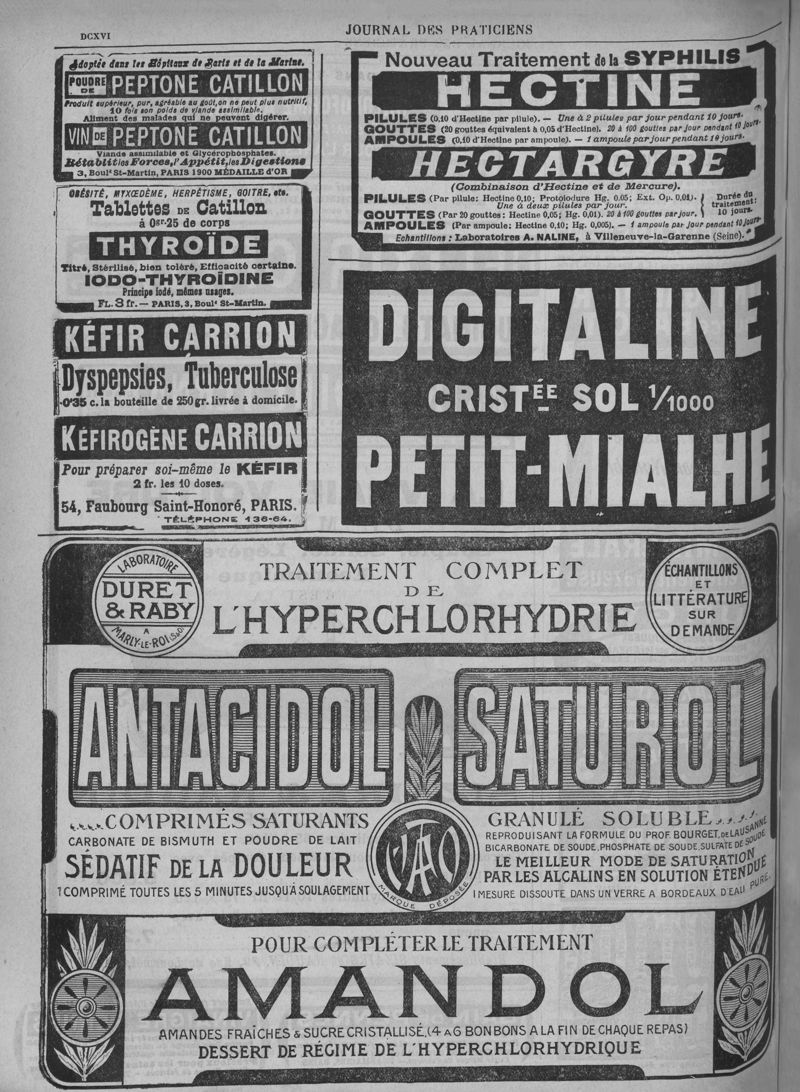 DCXVI
JOURNAL DES PRATICIENS
Adoptée dans les Hôpitaux de Paris et de la Marine.
POUDRE DE PEPTONE CATILLON
Produit supérieur, pur, agréable au goût, on ne peut plus nutritif,
10 fois son poids de viande assimilable.
Aliment des malades qui ne peuvent digérer.
VIN DE PEPTONE CATILLON
Viande assimilable et Glycérophosphates.
Rétablit les Forces, l'Appétit, les Digestions
3, Boulᵈ St-Martin, PARIS 1900 MÉDAILLE D'OR
OBÉSITÉ, MYXŒDÈME, HERPÉTISME, GOITRE, etc.
Tablettes DE Catillon
à 0gr.25 de corps
THYROÏDE
Titré, Stérilisé, bien toléré, Efficacité certaine.
IODO-THYROÏDINE
Principe iodé, mêmes usages.
FL. 3 fr. — PARIS, 3, Boulᵈ St-Martin.
KÉFIR CARRION
Dyspepsies, Tuberculose
0'35 c. la bouteille de 250 gr. livrée à domicile.
KÉFIROGÈNE CARRION
Pour préparer soi-même le KÉFIR
2 fr. les 10 doses.
54, Faubourg Saint-Honoré, PARIS.
TÉLÉPHONE 136-64.
Nouveau Traitement de la SYPHILIS
HECTINE
PILULES (0,10 d'Hectine par pilule). — Une à 2 pilules par jour pendant 10 jours.
GOUTTES (20 gouttes équivalent à 0,05 d'Hectine). 20 à 100 gouttes par jour pendant 10 jours.
AMPOULES (0,10 d'Hectine par ampoule). — 1 ampoule par jour pendant 10 jours.
HECTARGYRE
(Combinaison d'Hectine et de Mercure).
PILULES (Par pilule: Hectine 0,10; Protoiodure Hg. 0,05; Ext. Op. 0,01).
Une à deux pilules par jour.
GOUTTES (Par 20 gouttes: Hectine 0,05; Hg. 0,01). 20 à 100 gouttes par jour.
Durée du
traitement:
10 jours.
AMPOULES (Par ampoule: Hectine 0,10; Hg. 0,005). — 1 ampoule par jour pendant 10 jours.
Echantillons: Laboratoires A. NALINE, à Villeneuve-la-Garenne (Seine).
DIGITALINE
CRISTÉE SOL 1/1000
PETIT-MIALHE
LABORATOIRE
DURET
& RABY
A
MARLY-LE-ROI (S&O)
TRAITEMENT COMPLET
DE
L'HYPERCHLORHYDRIE
ÉCHANTILLONS
ET
LITTÉRATURE
SUR
DEMANDE
ANTACIDOL
SATUROL
COMPRIMÉS SATURANTS
CARBONATE DE BISMUTH ET POUDRE DE LAIT
SÉDATIF DE LA DOULEUR
1 COMPRIMÉ TOUTES LES 5 MINUTES JUSQU'À SOULAGEMENT
MARQUE DÉPOSÉE
GRANULÉ SOLUBLE
REPRODUISANT LA FORMULE DU PROF. BOURGET, DE LAUSANNE
BICARBONATE DE SOUDE, PHOSPHATE DE SOUDE, SULFATE DE SOUDE
LE MEILLEUR MODE DE SATURATION
PAR LES ALCALINS EN SOLUTION ÉTENDUE
1 MESURE DISSOUTE DANS UN VERRE A BORDEAUX D'EAU PURE.
POUR COMPLÉTER LE TRAITEMENT
AMANDOL
AMANDES FRAÎCHES & SUCRE CRISTALLISÉ, (4 A 6 BONBONS A LA FIN DE CHAQUE REPAS)
DESSERT DE RÉGIME DE L'HYPERCHLORHYDRIQUE